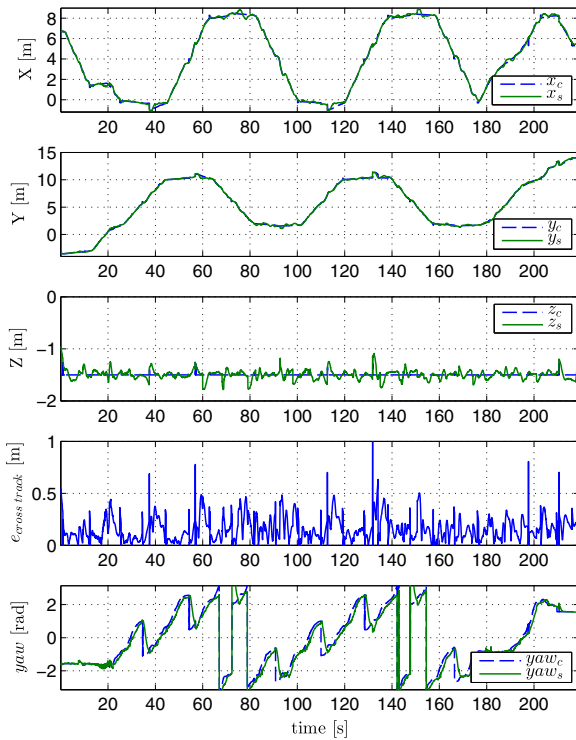 8
6
4
2
0
X [m]
20 40 60 80 100 120 140 160 180 200
x_c
x_s
15
10
5
0
Y [m]
20 40 60 80 100 120 140 160 180 200
y_c
y_s
0
−1
−2
Z [m]
20 40 60 80 100 120 140 160 180 200
z_c
z_s
1
0.5
0
e_cross track [m]
20 40 60 80 100 120 140 160 180 200
2
0
−2
yaw [rad]
20 40 60 80 100 120 140 160 180 200
yaw_c
yaw_s
time [s]